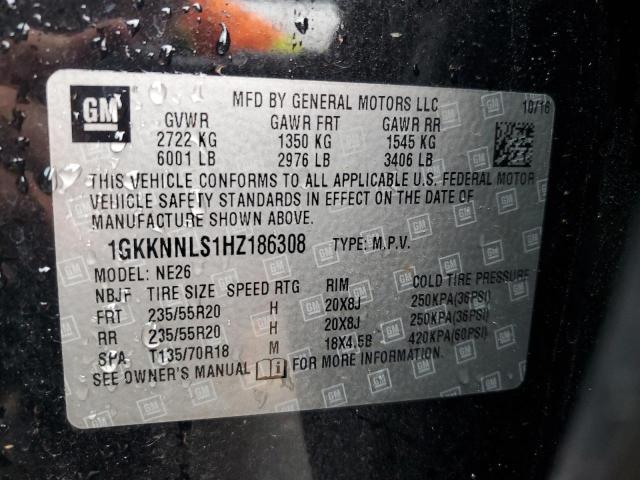 GM MFD BY GENERAL MOTORS LLC 10/16
GVWR GAWR FRT GAWR RR
2722 KG 1350 KG 1545 KG
6001 LB 2976 LB 3406 LB
THIS VEHICLE CONFORMS TO ALL APPLICABLE U.S. FEDERAL MOTOR
VEHICLE SAFETY STANDARDS IN EFFECT ON THE DATE OF
MANUFACTURE SHOWN ABOVE.
1GKKNNLS1HZ186308 TYPE: M.P.V.
MODEL: NE26
NBJF TIRE SIZE SPEED RTG RIM COLD TIRE PRESSURE
FRT 235/55R20 H 20X8J 250KPA(36PSI)
RR 235/55R20 H 20X8J 250KPA(36PSI)
SPA T135/70R18 M 18X4.5B 420KPA(60PSI)
SEE OWNER'S MANUAL FOR MORE INFORMATION.